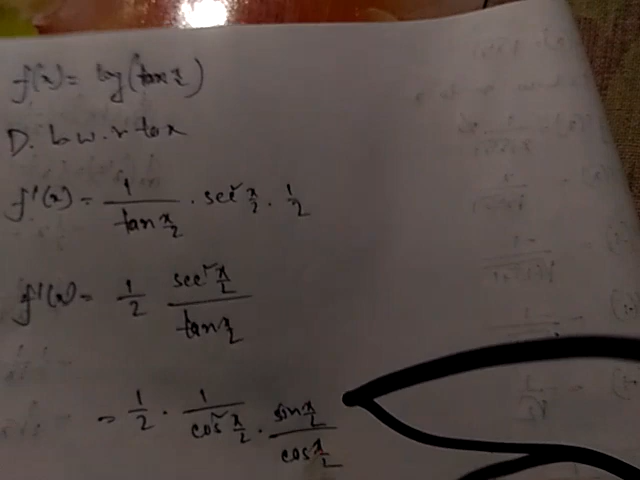 f(x) = log(tan x/2)
D. b w. r to x
f'(x) = 1/(tan x/2) . sec² x/2 . 1/2
f'(x) = 1/2 (sec² x/2)/(tan x/2)
= 1/2 . 1/(cos² x/2) . (sin x/2)/(cos x/2)